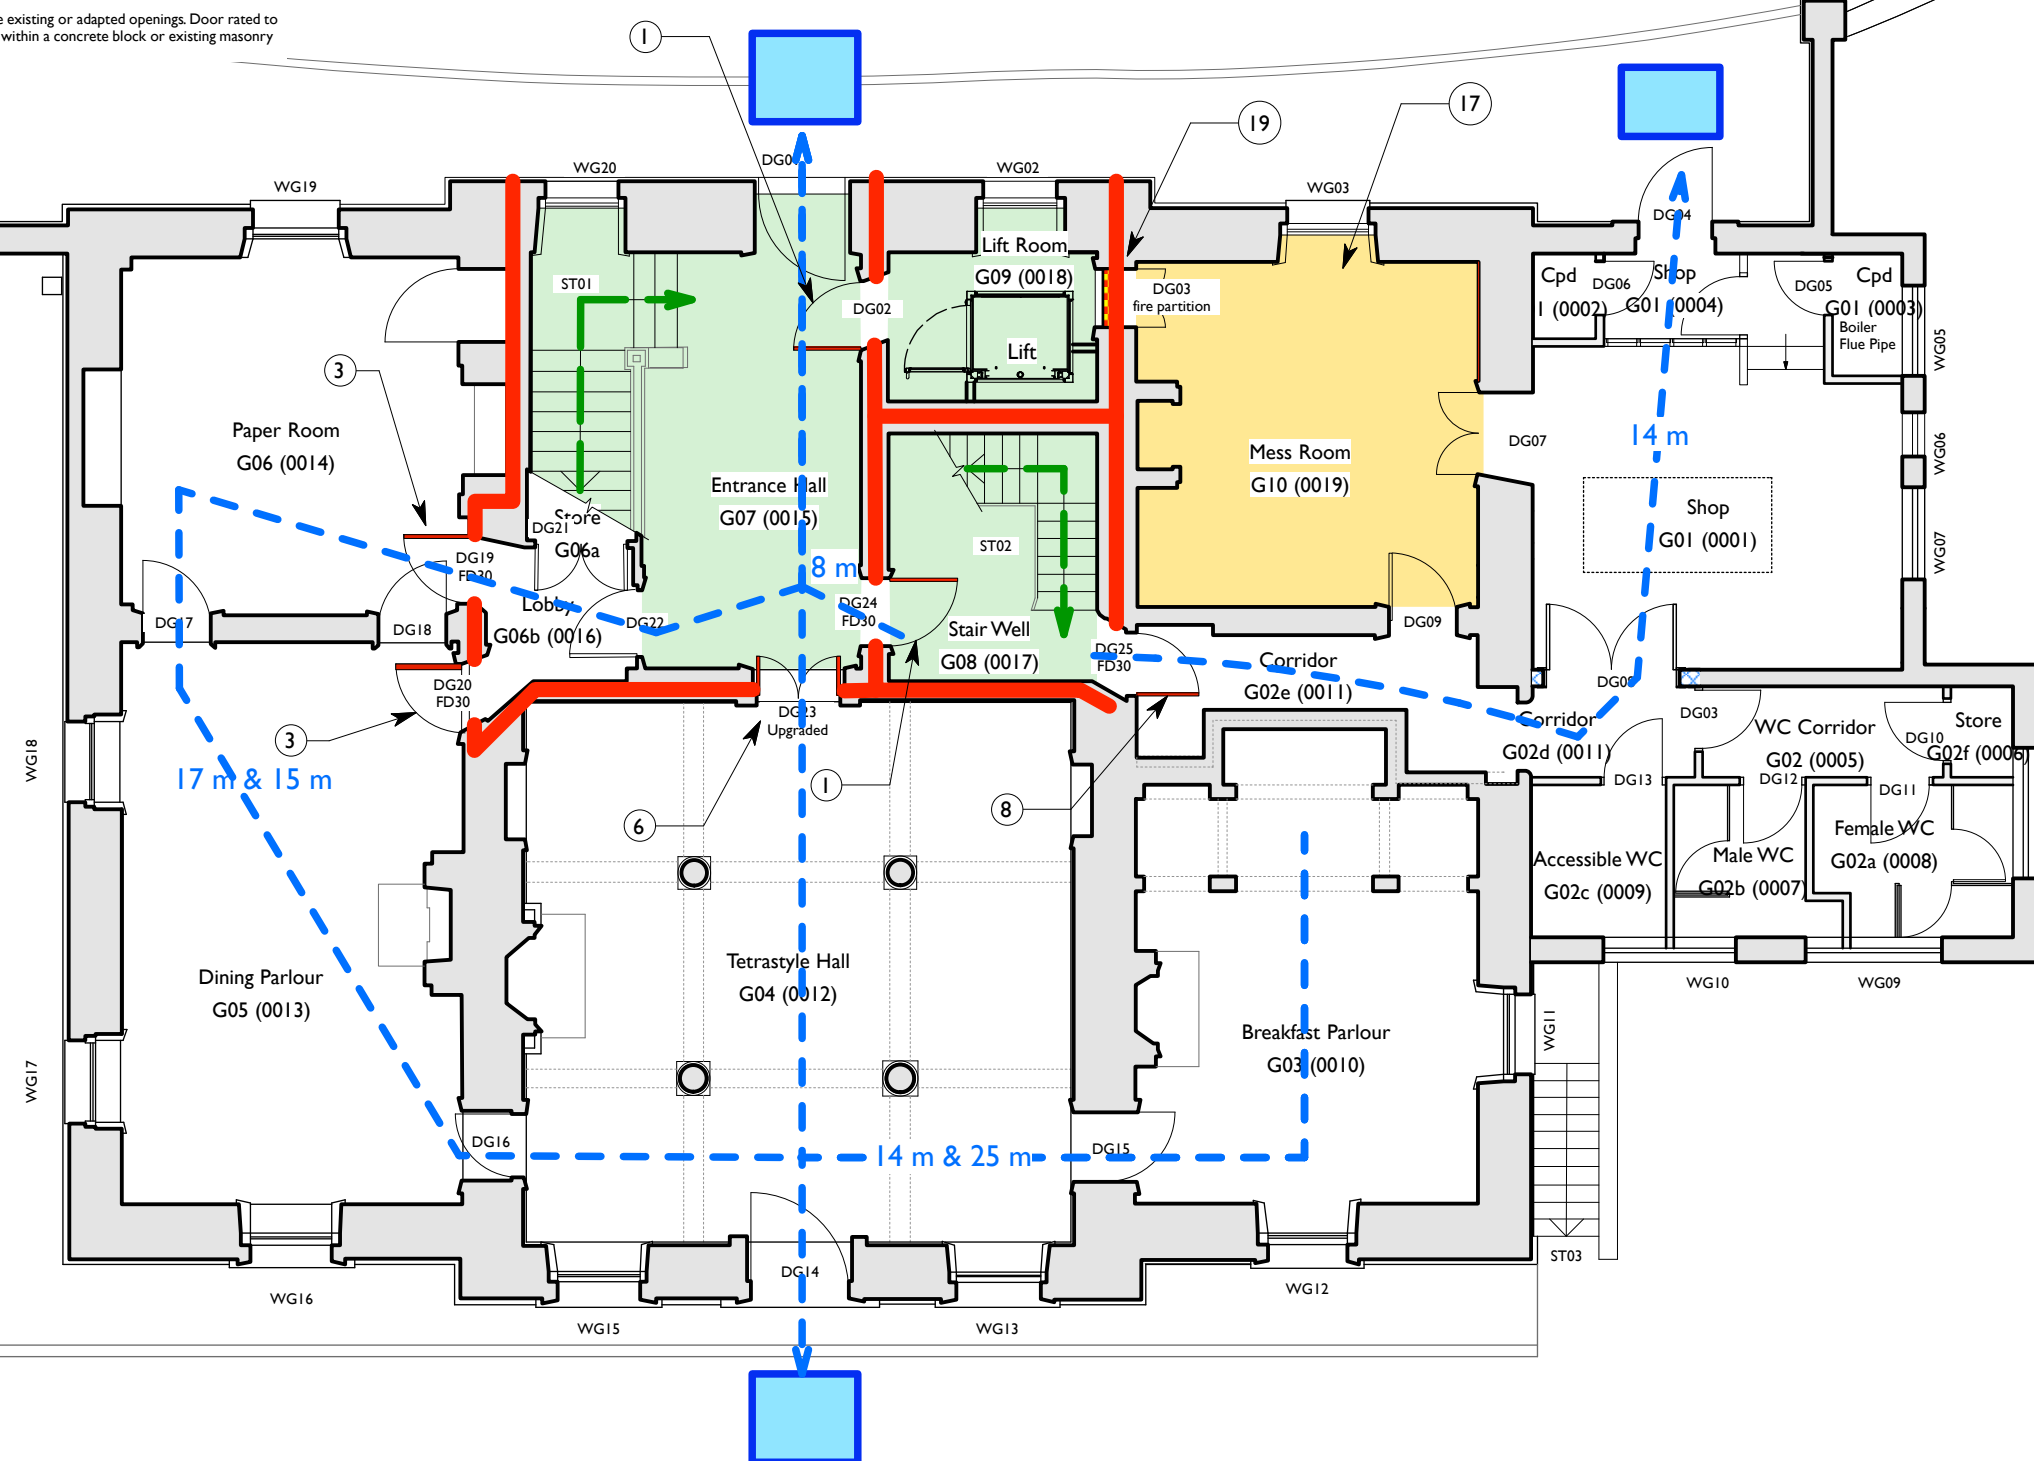 e existing or adapted openings. Door rated to
within a concrete block or existing masonry
1
19
17
WG19
WG20
WG02
WG03
DG04
Lift Room
G09 (0018)
DG03
fire partition
Cpd
1 (0002)
DG06
Shop
G01 (0004)
DG05
Cpd
G01 (0003)
Boiler
Flue Pipe
WG05
ST01
DG02
Lift
3
Paper Room
G06 (0014)
14 m
DG07
WG06
Mess Room
G10 (0019)
Entrance Hall
G07 (0015)
Shop
G01 (0001)
DG21
Store
G06a
ST02
WG07
DG19
FD30
8 m
DG17
DG18
Lobby
G06b (0016)
DG22
DG24
FD30
Stair Well
G08 (0017)
DG25
FD30
DG09
Corridor
G02e (0011)
DG08
DG20
FD30
DG23
Upgraded
Corridor
G02d (0011)
DG03
WC Corridor
G02 (0005)
DG10
Store
G02f (0006)
3
WG18
17 m & 15 m
1
6
8
DG13
DG12
DG11
Accessible WC
G02c (0009)
Male WC
G02b (0007)
Female WC
G02a (0008)
Dining Parlour
G05 (0013)
Tetrastyle Hall
G04 (0012)
WG10
WG09
Breakfast Parlour
G03 (0010)
WG11
WG17
DG16
14 m & 25 m
DG15
DG14
ST03
WG16
WG15
WG13
WG12